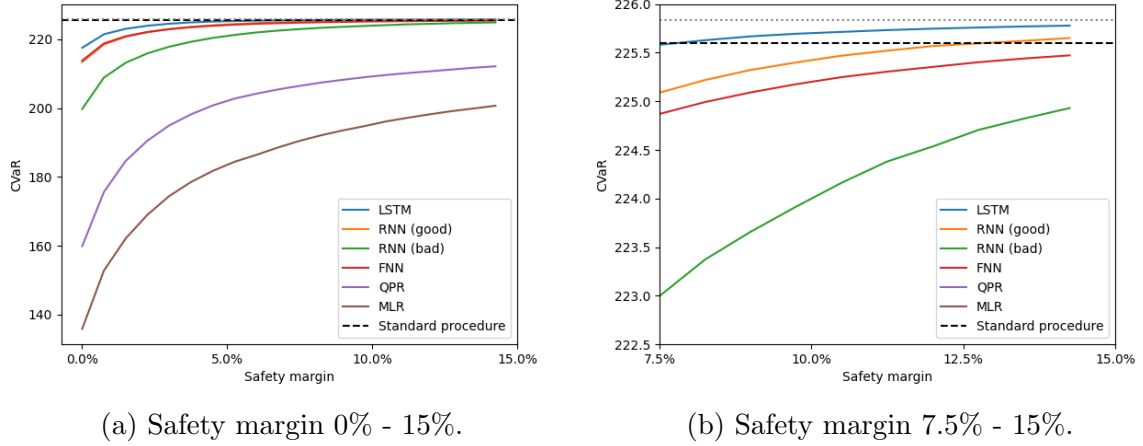 220
200
180
160
140
CVaR
0.0%
5.0%
10.0%
15.0%
Safety margin
LSTM
RNN (good)
RNN (bad)
FNN
QPR
MLR
Standard procedure
(a) Safety margin 0% - 15%.
226.0
225.5
225.0
224.5
224.0
223.5
223.0
222.5
CVaR
7.5%
10.0%
12.5%
15.0%
Safety margin
LSTM
RNN (good)
RNN (bad)
FNN
QPR
MLR
Standard procedure
(b) Safety margin 7.5% - 15%.